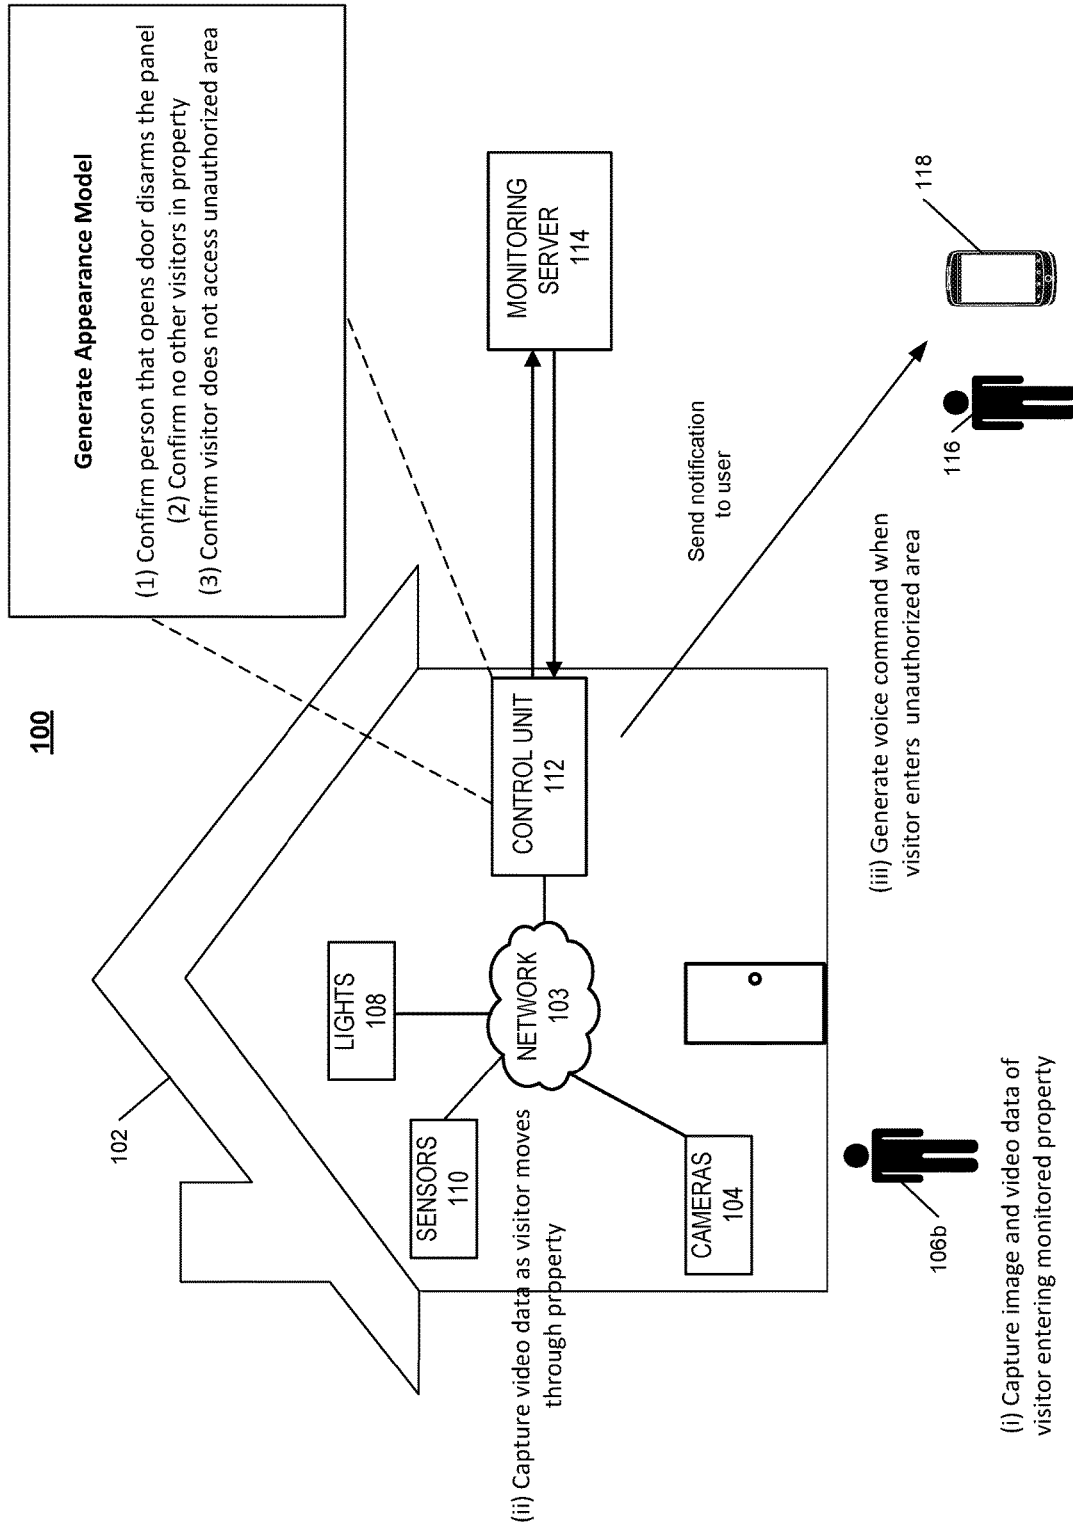 100
Generate Appearance Model
(1) Confirm person that opens door disarms the panel
(2) Confirm no other visitors in property
(3) Confirm visitor does not access unauthorized area
102
LIGHTS
108
SENSORS
110
NETWORK
103
CONTROL UNIT
112
MONITORING
SERVER
114
(ii) Capture video data as visitor moves
through property
CAMERAS
104
Send notification
to user
106b
(iii) Generate voice command when
visitor enters unauthorized area
116
118
(i) Capture image and video data of
visitor entering monitored property